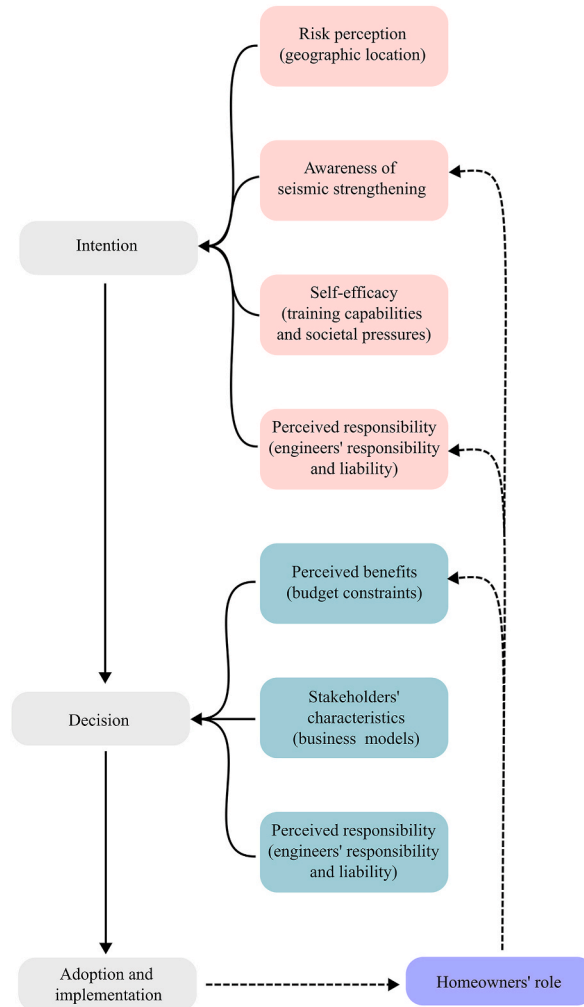 Risk perception
(geographic location)
Awareness of
seismic strengthening
Intention
Self-efficacy
(training capabilities
and societal pressures)
Perceived responsibility
(engineers' responsibility
and liability)
Perceived benefits
(budget constraints)
Decision
Stakeholders'
characteristics
(business models)
Perceived responsibility
(engineers' responsibility
and liability)
Adoption and
implementation
Homeowners' role